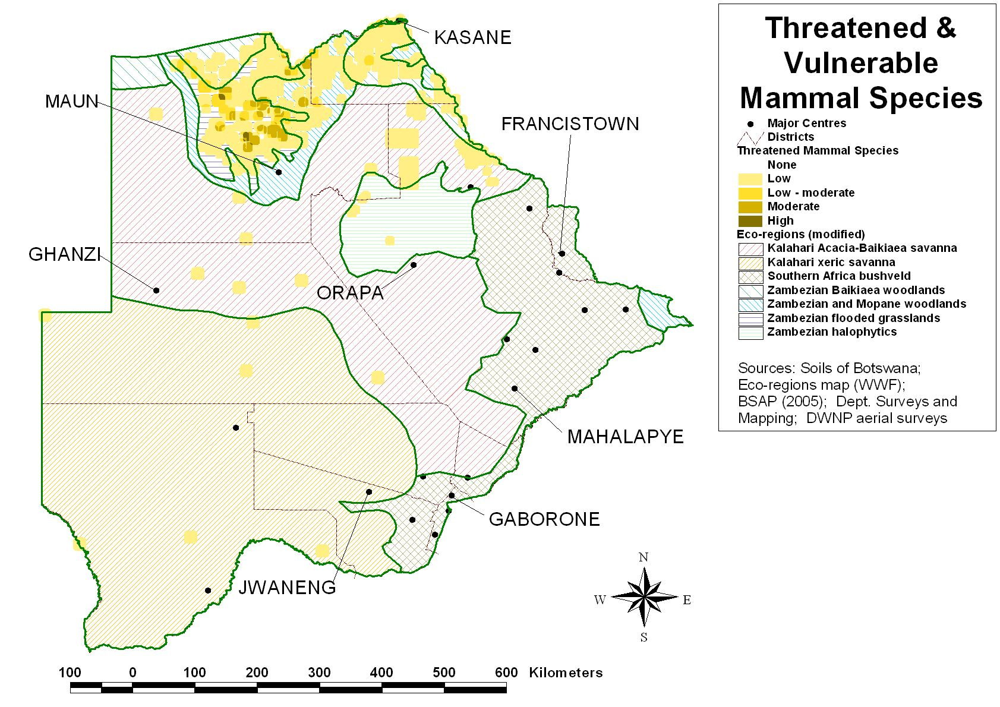 Threatened &
Vulnerable
Mammal Species
Major Centres
Districts
Threatened Mammal Species
None
Low
Low - moderate
Moderate
High
Eco-regions (modified)
Kalahari Acacia-Baikiaea savanna
Kalahari xeric savanna
Southern Africa bushveld
Zambezian Baikiaea woodlands
Zambezian and Mopane woodlands
Zambezian flooded grasslands
Zambezian halophytics
Sources: Soils of Botswana;
Eco-regions map (WWF);
BSAP (2005); Dept. Surveys and
Mapping; DWNP aerial surveys
KASANE
MAUN
FRANCISTOWN
GHANZI
ORAPA
MAHALAPYE
GABORONE
JWANENG
N
W E
S
100 0 100 200 300 400 500 600 Kilometers